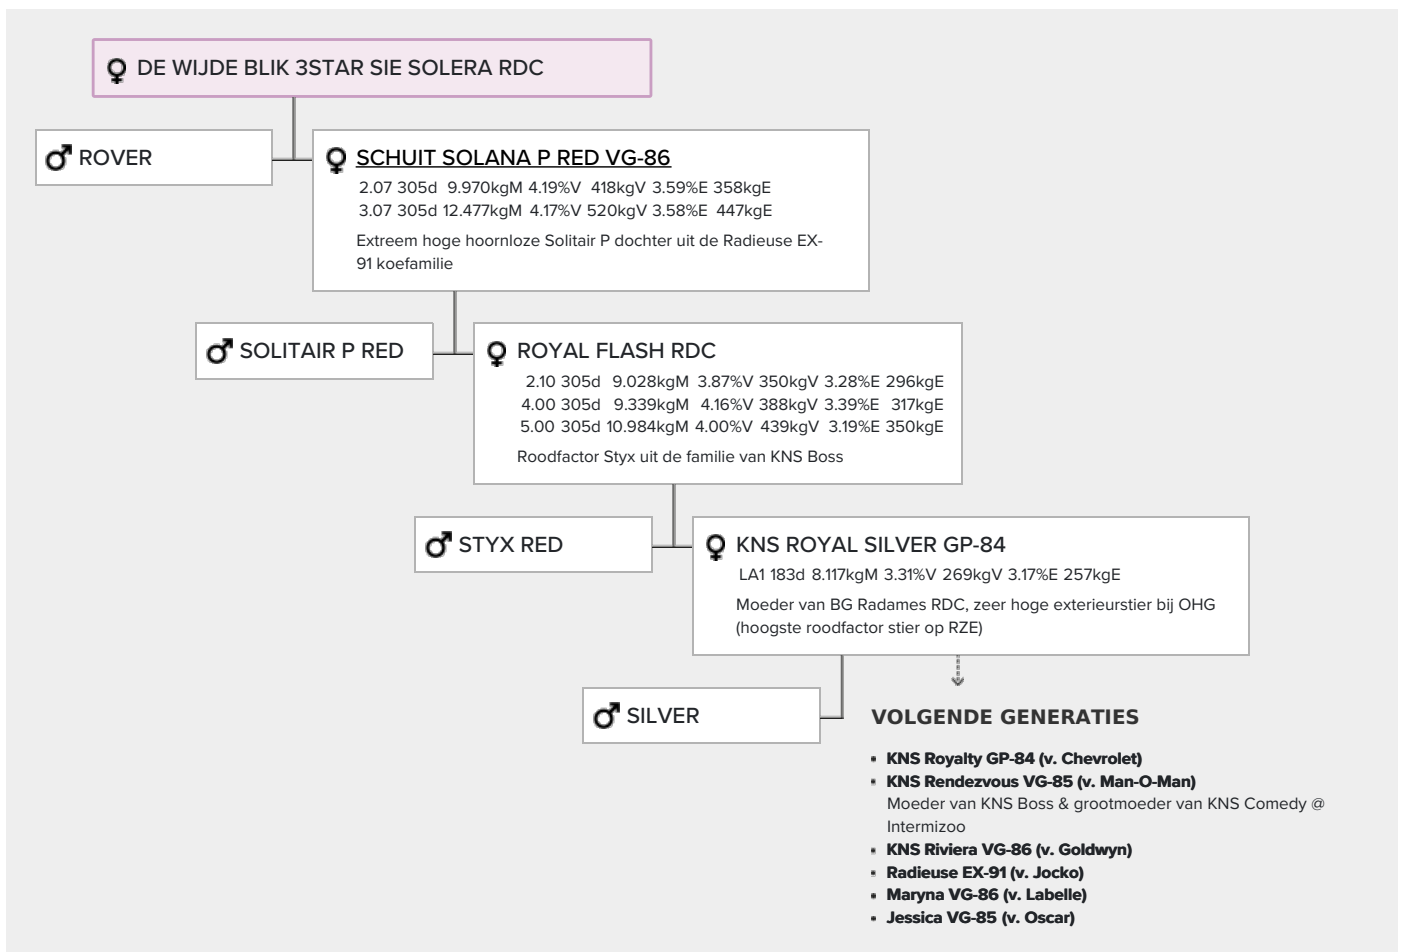 DE WIJDE BLIK 3STAR SIE SOLERA RDC
ROVER
SCHUIT SOLANA P RED VG-86
2.07 305d 9.970kgM 4.19%V 418kgV 3.59%E 358kgE
3.07 305d 12.477kgM 4.17%V 520kgV 3.58%E 447kgE
Extreem hoge hoornloze Solitair P dochter uit de Radieuse EX-
91 koefamilie
SOLITAIR P RED
ROYAL FLASH RDC
2.10 305d 9.028kgM 3.87%V 350kgV 3.28%E 296kgE
4.00 305d 9.339kgM 4.16%V 388kgV 3.39%E 317kgE
5.00 305d 10.984kgM 4.00%V 439kgV 3.19%E 350kgE
Roodfactor Styx uit de familie van KNS Boss
STYX RED
KNS ROYAL SILVER GP-84
LA1 183d 8.117kgM 3.31%V 269kgV 3.17%E 257kgE
Moeder van BG Radames RDC, zeer hoge exterieurstier bij OHG
(hoogste roodfactor stier op RZE)
SILVER
VOLGENDE GENERATIES
▪ KNS Royalty GP-84 (v. Chevrolet)
▪ KNS Rendezvous VG-85 (v. Man-O-Man)
Moeder van KNS Boss & grootmoeder van KNS Comedy @
Intermizoo
▪ KNS Riviera VG-86 (v. Goldwyn)
▪ Radieuse EX-91 (v. Jocko)
▪ Maryna VG-86 (v. Labelle)
▪ Jessica VG-85 (v. Oscar)